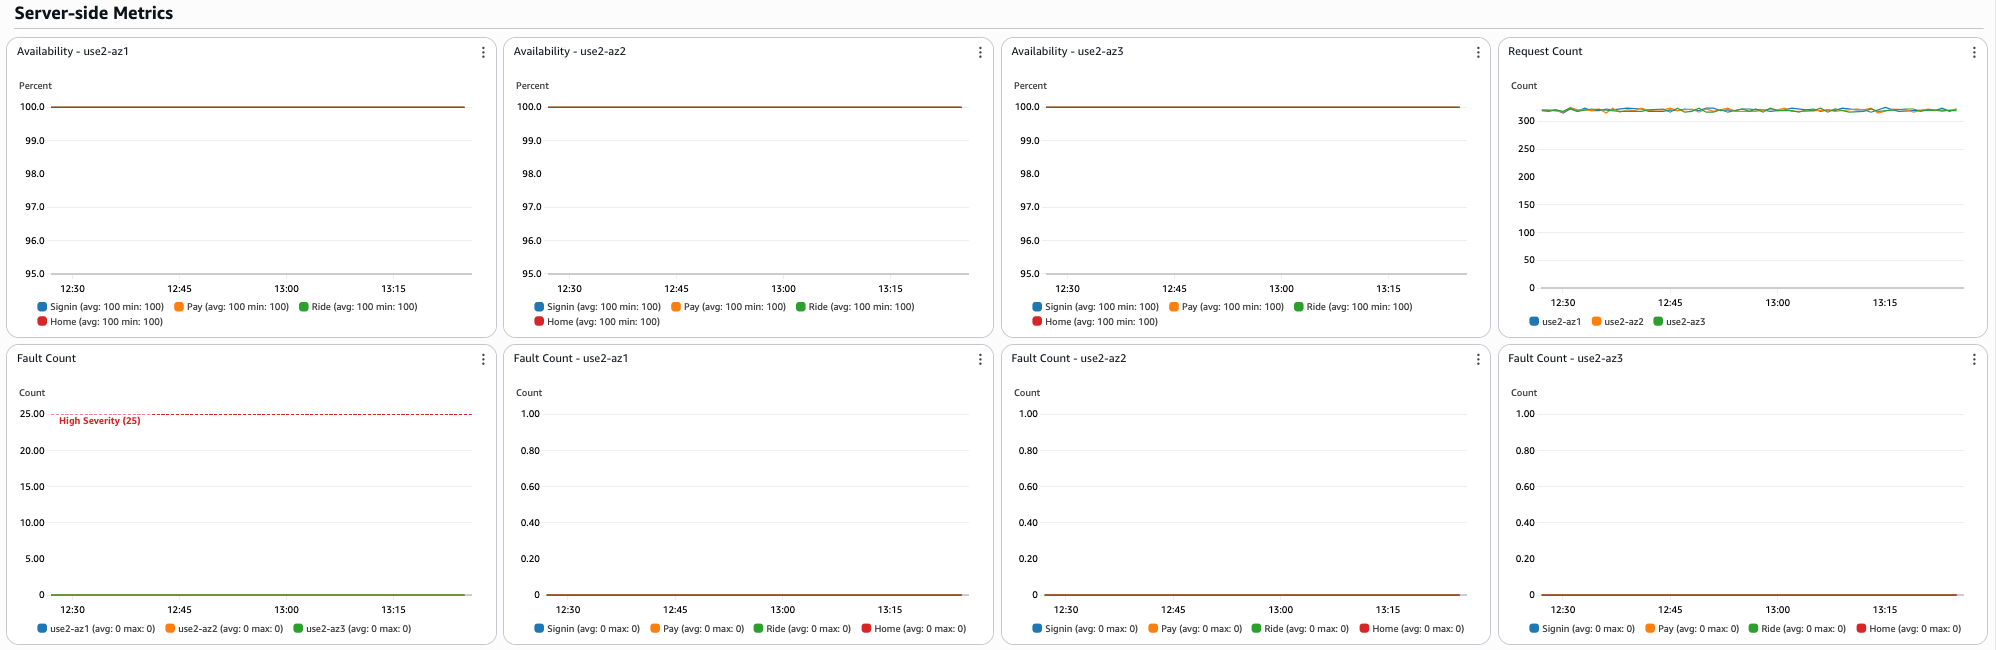 Server-side Metrics
Availability - use2-az1
Percent
100.0
99.0
98.0
97.0
96.0
95.0
12:30 12:45 13:00 13:15
Signin (avg: 100 min: 100) Pay (avg: 100 min: 100) Ride (avg: 100 min: 100)
Home (avg: 100 min: 100)
Availability - use2-az2
Percent
100.0
99.0
98.0
97.0
96.0
95.0
12:30 12:45 13:00 13:15
Signin (avg: 100 min: 100) Pay (avg: 100 min: 100) Ride (avg: 100 min: 100)
Home (avg: 100 min: 100)
Availability - use2-az3
Percent
100.0
99.0
98.0
97.0
96.0
95.0
12:30 12:45 13:00 13:15
Signin (avg: 100 min: 100) Pay (avg: 100 min: 100) Ride (avg: 100 min: 100)
Home (avg: 100 min: 100)
Request Count
Count
300
250
200
150
100
50
0
12:30 12:45 13:00 13:15
use2-az1 use2-az2 use2-az3
Fault Count
Count
25.00
High Severity (25)
20.00
15.00
10.00
5.00
0
12:30 12:45 13:00 13:15
use2-az1 (avg: 0 max: 0) use2-az2 (avg: 0 max: 0) use2-az3 (avg: 0 max: 0)
Fault Count - use2-az1
Count
1.00
0.80
0.60
0.40
0.20
0
12:30 12:45 13:00 13:15
Signin (avg: 0 max: 0) Pay (avg: 0 max: 0) Ride (avg: 0 max: 0) Home (avg: 0 max: 0)
Fault Count - use2-az2
Count
1.00
0.80
0.60
0.40
0.20
0
12:30 12:45 13:00 13:15
Signin (avg: 0 max: 0) Pay (avg: 0 max: 0) Ride (avg: 0 max: 0) Home (avg: 0 max: 0)
Fault Count - use2-az3
Count
1.00
0.80
0.60
0.40
0.20
0
12:30 12:45 13:00 13:15
Signin (avg: 0 max: 0) Pay (avg: 0 max: 0) Ride (avg: 0 max: 0) Home (avg: 0 max: 0)